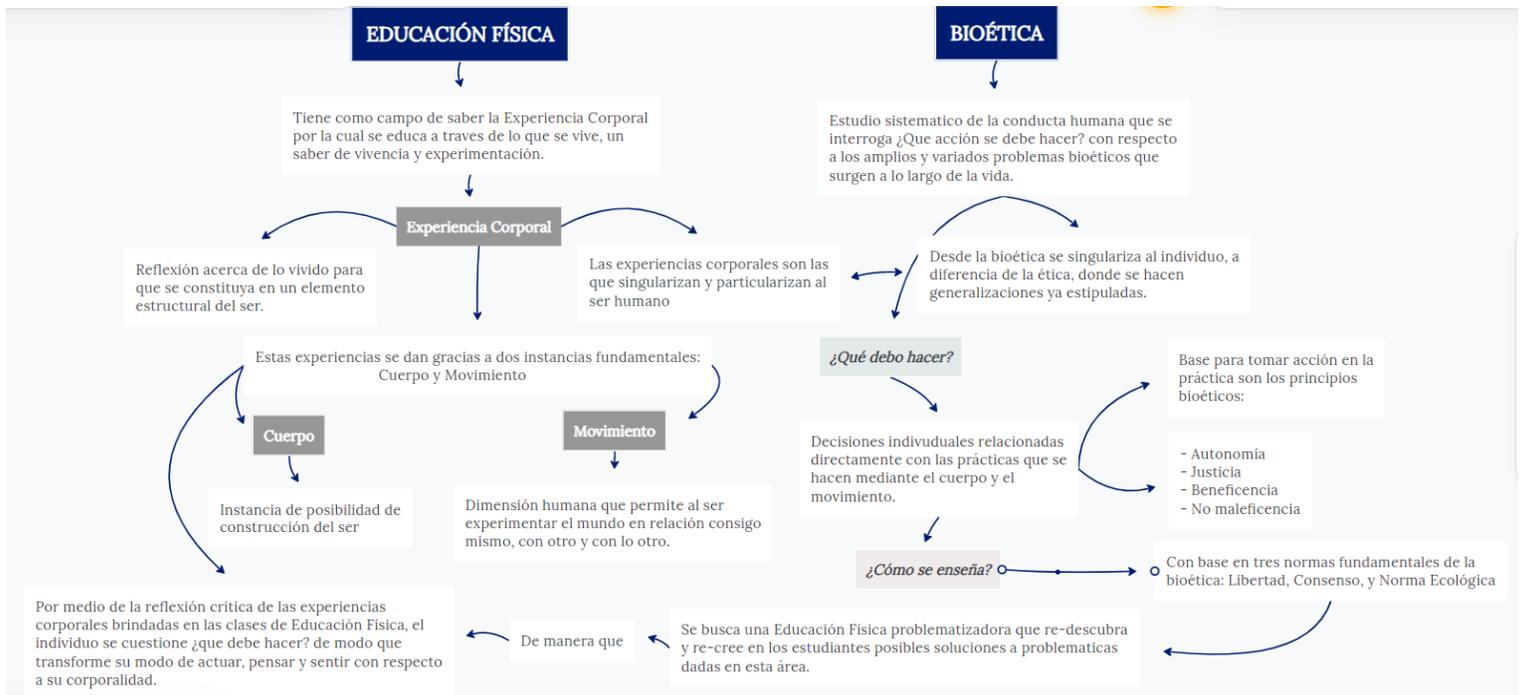 EDUCACIÓN FÍSICA
Tiene como campo de saber la Experiencia Corporal
por la cual se educa a traves de lo que se vive, un
saber de vivencia y experimentación.
Experiencia Corporal
Reflexión acerca de lo vivido para
que se constituya en un elemento
estructural del ser.
Las experiencias corporales son las
que singularizan y particularizan al
ser humano
Estas experiencias se dan gracias a dos instancias fundamentales:
Cuerpo y Movimiento
Cuerpo
Instancia de posibilidad de
construcción del ser
Movimiento
Dimensión humana que permite al ser
experimentar el mundo en relación consigo
mismo, con otro y con lo otro.
BIOÉTICA
Estudio sistematico de la conducta humana que se
interroga ¿Que acción se debe hacer? con respecto
a los amplios y variados problemas bioéticos que
surgen a lo largo de la vida.
Desde la bioética se singulariza al individuo, a
diferencia de la ética, donde se hacen
generalizaciones ya estipuladas.
¿Qué debo hacer?
Decisiones indivuduales relacionadas
directamente con las prácticas que se
hacen mediante el cuerpo y el
movimiento.
Base para tomar acción en la
práctica son los principios
bioéticos:
- Autonomía
- Justicia
- Beneficencia
- No maleficencia
¿Cómo se enseña?
Con base en tres normas fundamentales de la
bioética: Libertad, Consenso, y Norma Ecológica
Se busca una Educación Física problematizadora que re-descubra
y re-cree en los estudiantes posibles soluciones a problematicas
dadas en esta área.
De manera que
Por medio de la reflexión critica de las experiencias
corporales brindadas en las clases de Educación Física, el
individuo se cuestione ¿que debe hacer? de modo que
transforme su modo de actuar, pensar y sentir con respecto
a su corporalidad.